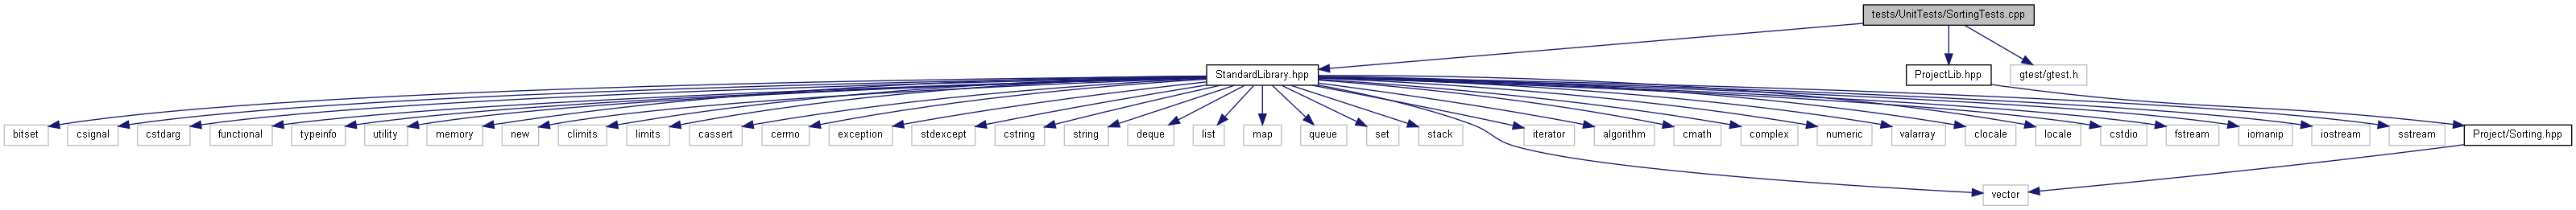 tests/UnitTests/SortingTests.cpp
StandardLibrary.hpp
ProjectLib.hpp
gtest/gtest.h
bitset
csignal
cstdarg
functional
typeinfo
utility
memory
new
climits
limits
cassert
cerrno
exception
stdexcept
cstring
string
deque
list
map
queue
set
stack
iterator
algorithm
cmath
complex
numeric
valarray
clocale
locale
cstdio
fstream
iomanip
iostream
sstream
Project/Sorting.hpp
vector